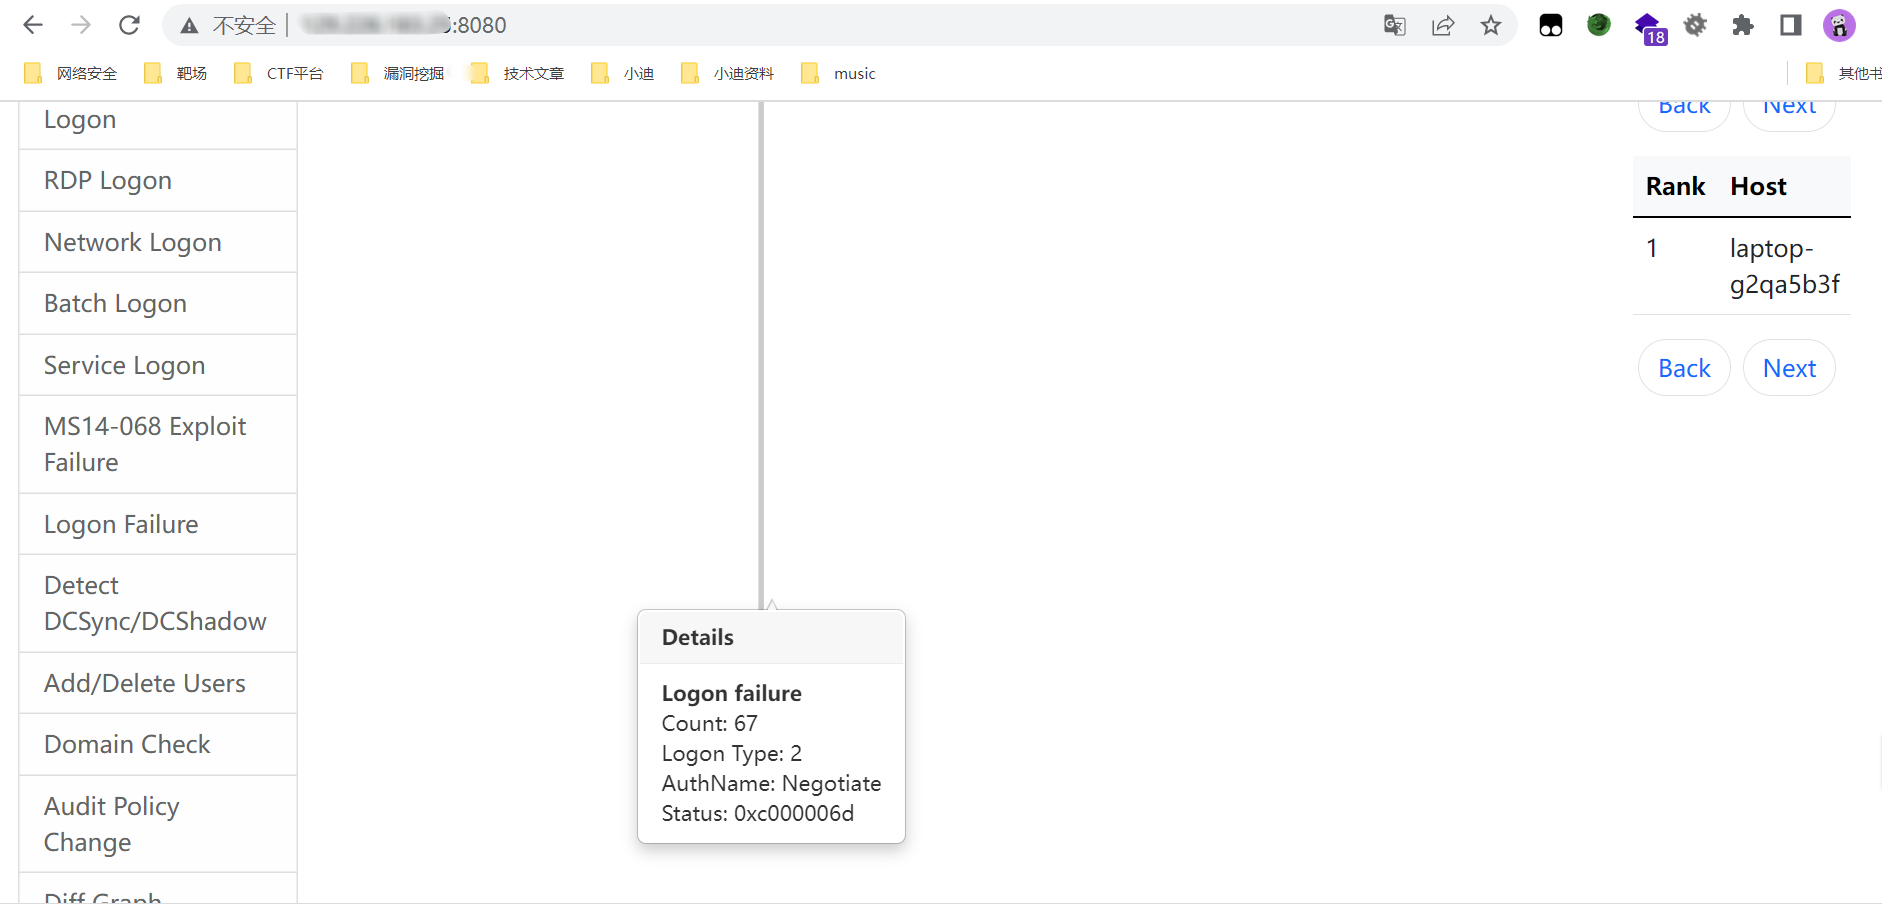 不安全 :8080
网络安全 靶场 CTF平台 漏洞挖掘 技术文章 小迪 小迪资料 music 其他书
18
Logon
RDP Logon
Network Logon
Batch Logon
Service Logon
MS14-068 Exploit
Failure
Logon Failure
Detect
DCSync/DCShadow
Add/Delete Users
Domain Check
Audit Policy
Change
Diff Graph
Details
Logon failure
Count: 67
Logon Type: 2
AuthName: Negotiate
Status: 0xc000006d
Back Next
Rank Host
1 laptop-
g2qa5b3f
Back Next